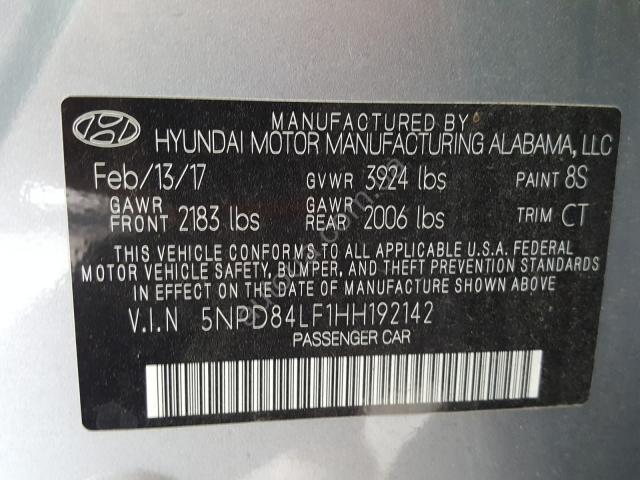 MANUFACTURED BY
HYUNDAI MOTOR MANUFACTURING ALABAMA, LLC
Feb/13/17 GVWR 3924 lbs PAINT 8S
GAWR FRONT 2183 lbs GAWR REAR 2006 lbs TRIM CT
THIS VEHICLE CONFORMS TO ALL APPLICABLE U.S.A. FEDERAL
MOTOR VEHICLE SAFETY, BUMPER, AND THEFT PREVENTION STANDARDS
IN EFFECT ON THE DATE OF MANUFACTURE SHOWN ABOVE.
V.I.N 5NPD84LF1HH192142
PASSENGER CAR